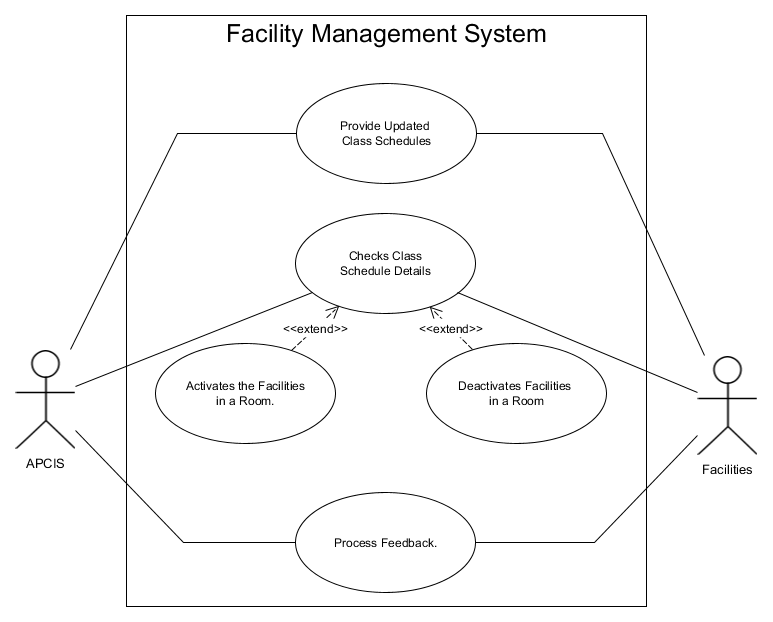 Facility Management System
Provide Updated
Class Schedules
Checks Class
Schedule Details
<<extend>>
<<extend>>
Activates the Facilities
in a Room.
Deactivates Facilities
in a Room
APCIS
Facilities
Process Feedback.